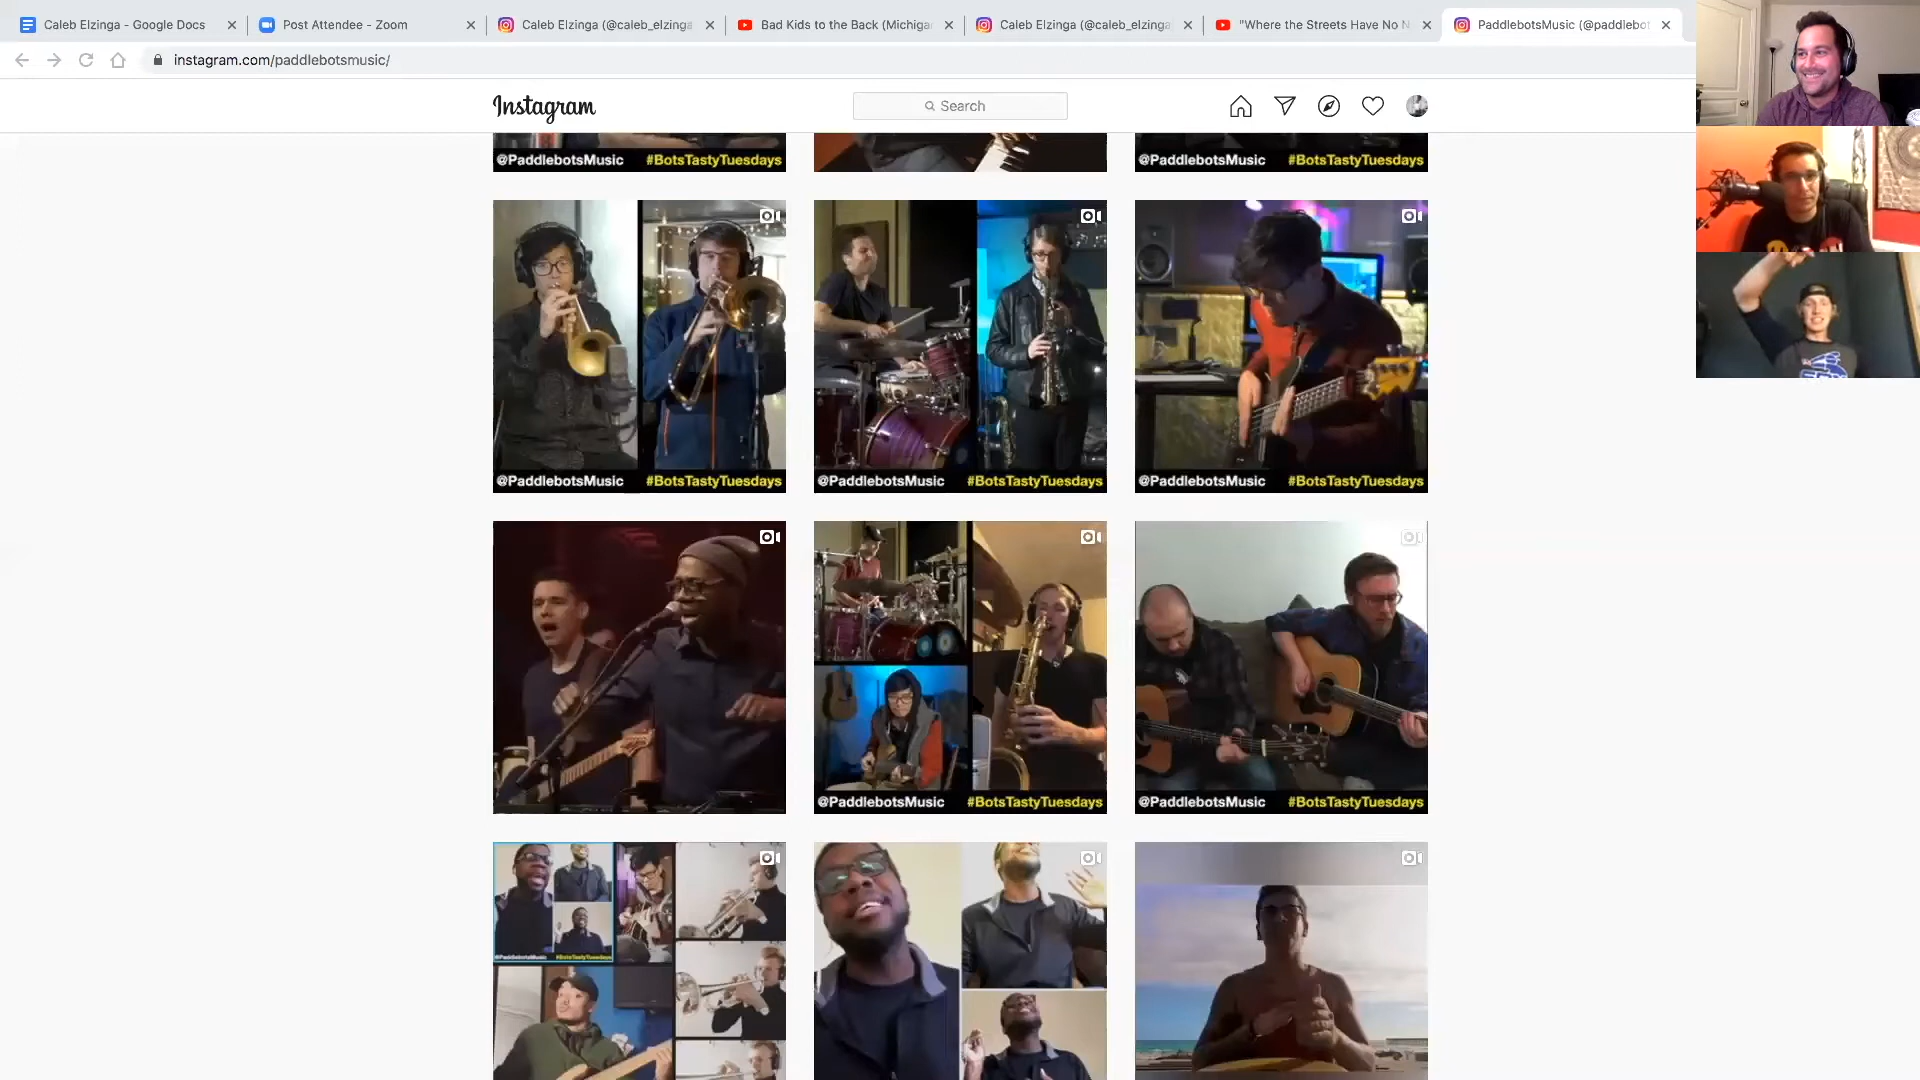 Caleb Elzinga - Google Docs
Post Attendee - Zoom
Caleb Elzinga (@caleb_elzinga
Bad Kids to the Back (Michiga
Caleb Elzinga (@caleb_elzinga
"Where the Streets Have No N
PaddlebotsMusic (@paddlebot
instagram.com/paddlebotsmusic/
Instagram
Search
@PaddlebotsMusic #BotsTastyTuesdays
@PaddlebotsMusic #BotsTastyTuesdays
@PaddlebotsMusic #BotsTastyTuesdays
@PaddlebotsMusic #BotsTastyTuesdays
@PaddlebotsMusic #BotsTastyTuesdays
@PaddlebotsMusic #BotsTastyTuesdays
@PaddlebotsMusic #BotsTastyTuesdays
@PaddlebotsMusic #BotsTastyTuesdays